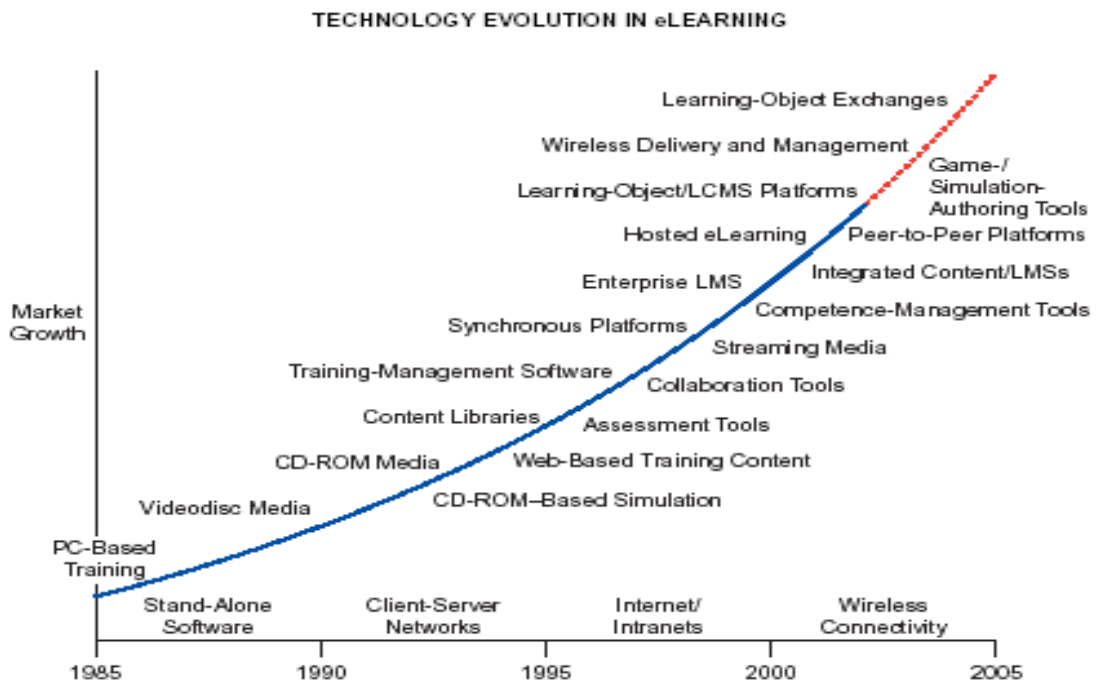 TECHNOLOGY EVOLUTION IN eLEARNING
Learning-Object Exchanges
Wireless Delivery and Management
Game-/
Simulation-
Authoring Tools
Learning-Object/LCMS Platforms
Hosted eLearning
Peer-to-Peer Platforms
Integrated Content/LMSs
Enterprise LMS
Competence-Management Tools
Market
Growth
Synchronous Platforms
Streaming Media
Training-Management Software
Collaboration Tools
Content Libraries
Assessment Tools
CD-ROM Media
Web-Based Training Content
CD-ROM–Based Simulation
Videodisc Media
PC-Based
Training
Stand-Alone
Software
Client-Server
Networks
Internet/
Intranets
Wireless
Connectivity
1985
1990
1995
2000
2005